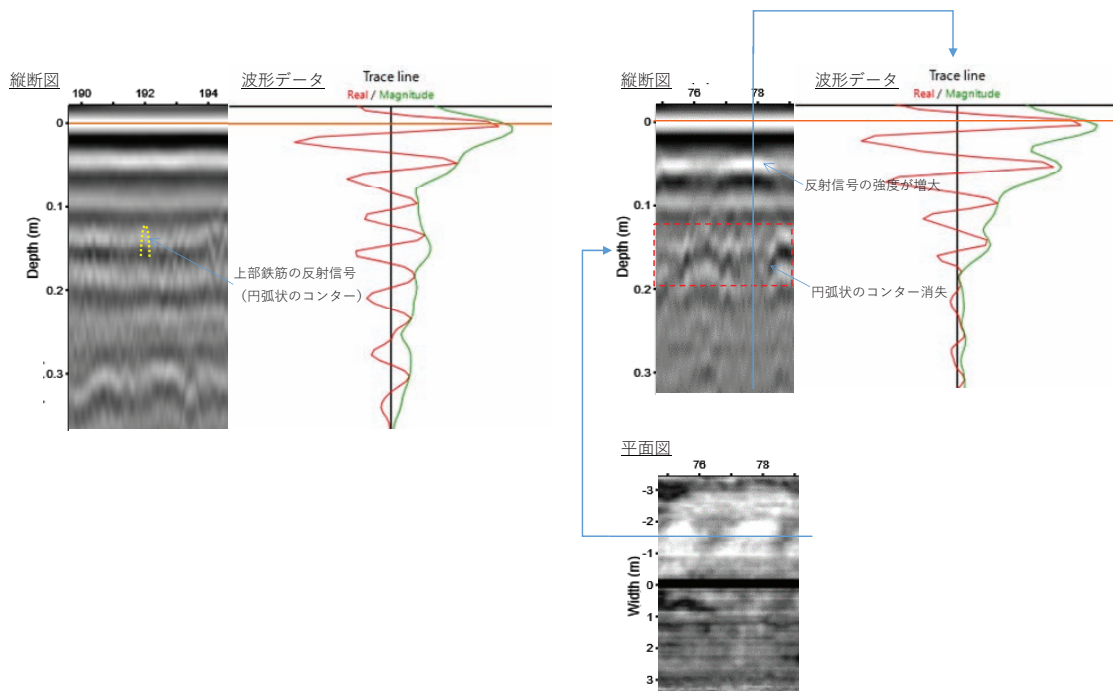 縦断図
波形データ
Trace line
Real / Magnitude
190 192 194
0
0.1
0.2
0.3
Depth (m)
上部鉄筋の反射信号
（円弧状のコンター）
縦断図
波形データ
Trace line
Real / Magnitude
76 78
0
0.1
0.2
0.3
Depth (m)
反射信号の強度が増大
円弧状のコンター消失
平面図
76 78
-3
-2
-1
0
1
2
3
Width (m)